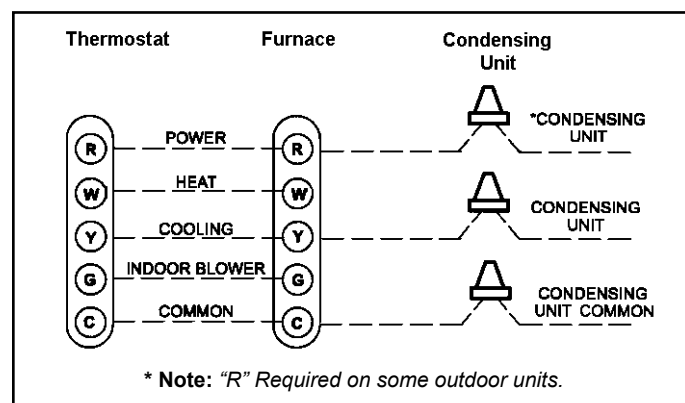 Thermostat Furnace Condensing
Unit
R POWER R *CONDENSING
UNIT
W HEAT W
Y COOLING Y CONDENSING
UNIT
G INDOOR BLOWER G
C COMMON C CONDENSING
UNIT COMMON
* Note: “R” Required on some outdoor units.